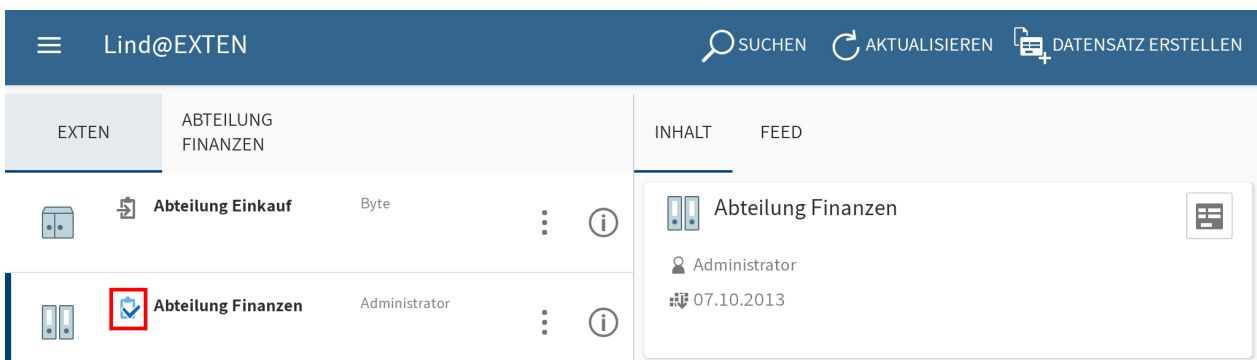 Lind@EXTEN
SUCHEN
AKTUALISIEREN
DATENSATZ ERSTELLEN
EXTEN
ABTEILUNG
FINANZEN
Abteilung Einkauf
Byte
Abteilung Finanzen
Administrator
INHALT
FEED
Abteilung Finanzen
Administrator
07.10.2013